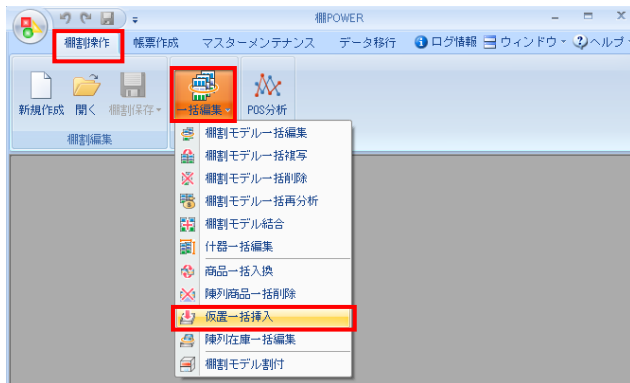 棚POWER
棚割操作 帳票作成 マスターメンテナンス データ移行 ログ情報 ウィンドウ ヘルプ
新規作成 開く 棚割保存 一括編集 POS分析
棚割編集
棚割モデル一括編集
棚割モデル一括複写
棚割モデル一括削除
棚割モデル一括再分析
棚割モデル結合
什器一括編集
商品一括入換
陳列商品一括削除
仮置一括挿入
陳列在庫一括編集
棚割モデル割付